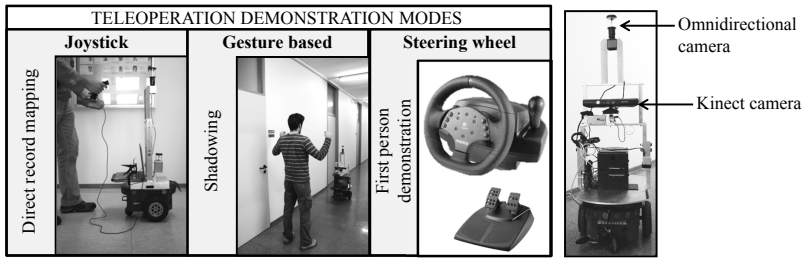 TELEOPERATION DEMONSTRATION MODES
Joystick
Gesture based
Steering wheel
Direct record mapping
Shadowing
First person
demonstration
Omnidirectional
camera
Kinect camera